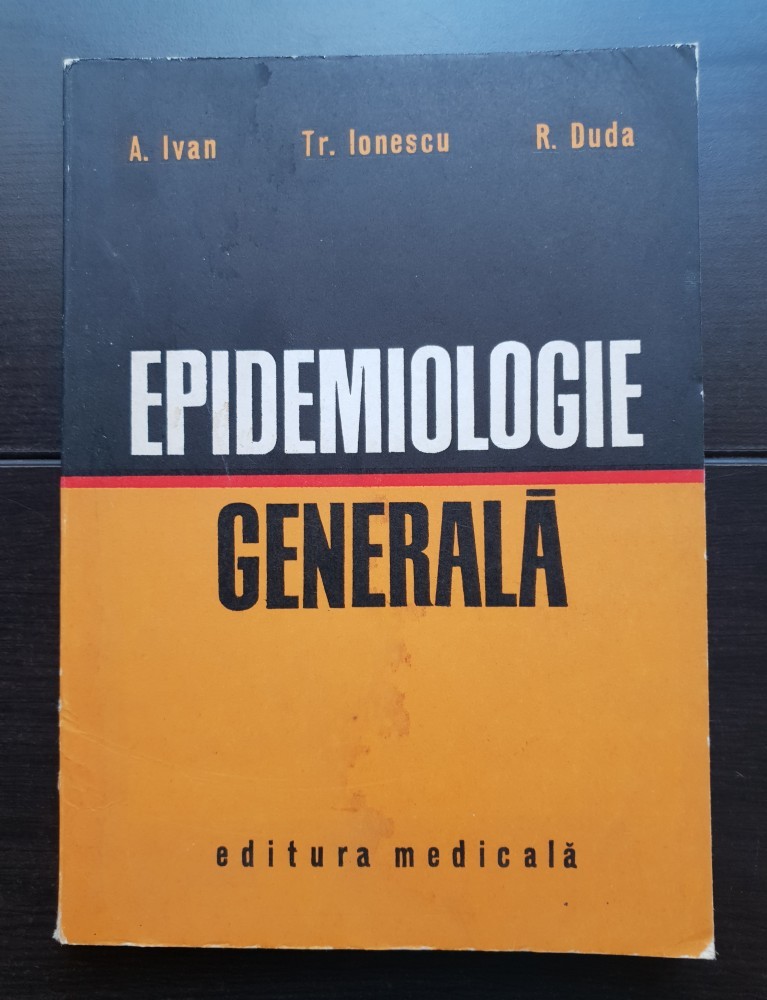 A. Ivan Tr. Ionescu R. Duda
EPIDEMIOLOGIE
GENERALĂ
editura medicală